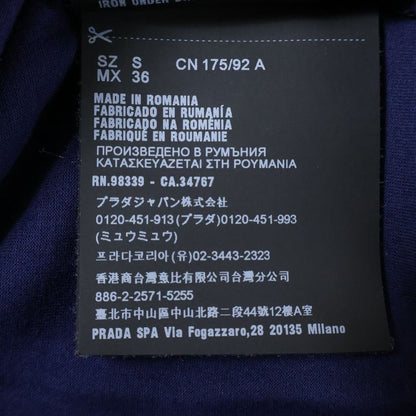 IRON UNDER
SZ S CN 175/92 A
MX 36
MADE IN ROMANIA
FABRICADO EN RUMANÍA
FABRICADO NA ROMÉNIA
FABRIQUÉ EN ROUMANIE
ПРОИЗВЕДЕНО В РУМЪНИЯ
ΚΑΤΑΣΚΕΥΑΖΕΤΑΙ ΣΤΗ ΡΟΥΜΑΝΙΑ
RN.98339 - CA.34767
プラダジャパン株式会社
0120-451-913 (プラダ) 0120-451-993
(ミュウミュウ)
프라다코리아 (유) 02-3443-2323
香港商台灣意比有限公司台灣分公司
886-2-2571-5255
臺北市中山區中山北路二段44號12樓A室
PRADA SPA Via Fogazzaro,28 20135 Milano